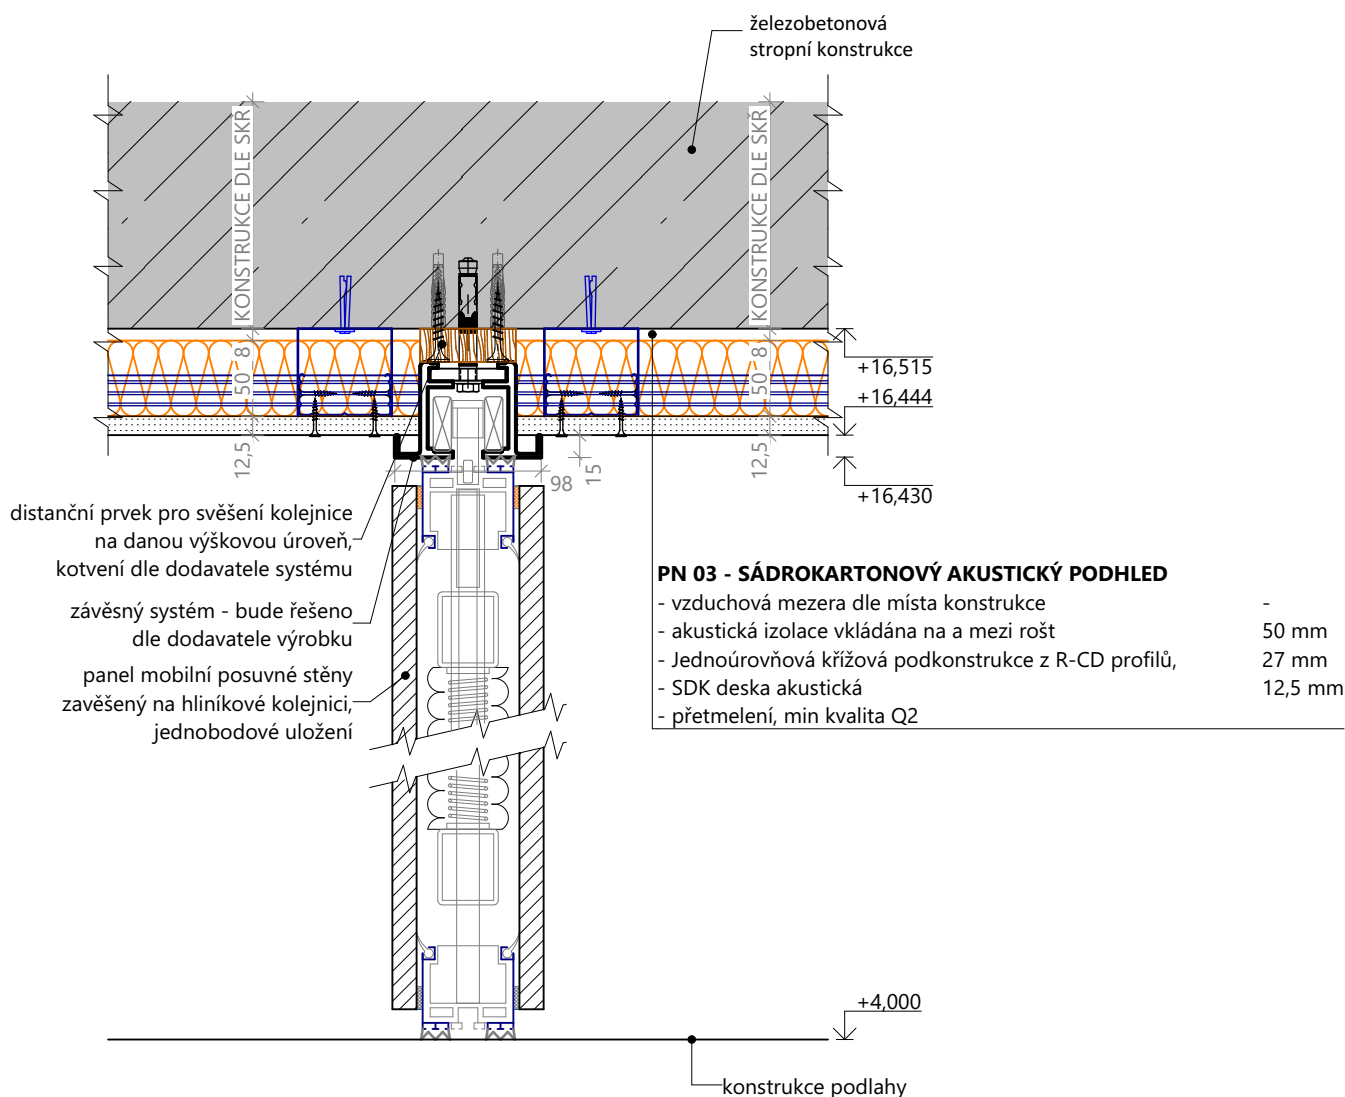 železobetonová
stropní konstrukce
KONSTRUKCE DLE SKŘ
8
50
12,5
KONSTRUKCE DLE SKŘ
8
50
12,5
+16,515
+16,444
+16,430
98
15
distanční prvek pro svěšení kolejnice
na danou výškovou úroveň,
kotvení dle dodavatele systému
závěsný systém - bude řešeno
dle dodavatele výrobku
panel mobilní posuvné stěny
zavěšený na hliníkové kolejnici,
jednobodové uložení
PN 03 - SÁDROKARTONOVÝ AKUSTICKÝ PODHLED
- vzduchová mezera dle místa konstrukce -
- akustická izolace vkládána na a mezi rošt 50 mm
- Jednoúrovňová křížová podkonstrukce z R-CD profilů, 27 mm
- SDK deska akustická 12,5 mm
- přetmelení, min kvalita Q2
+4,000
konstrukce podlahy